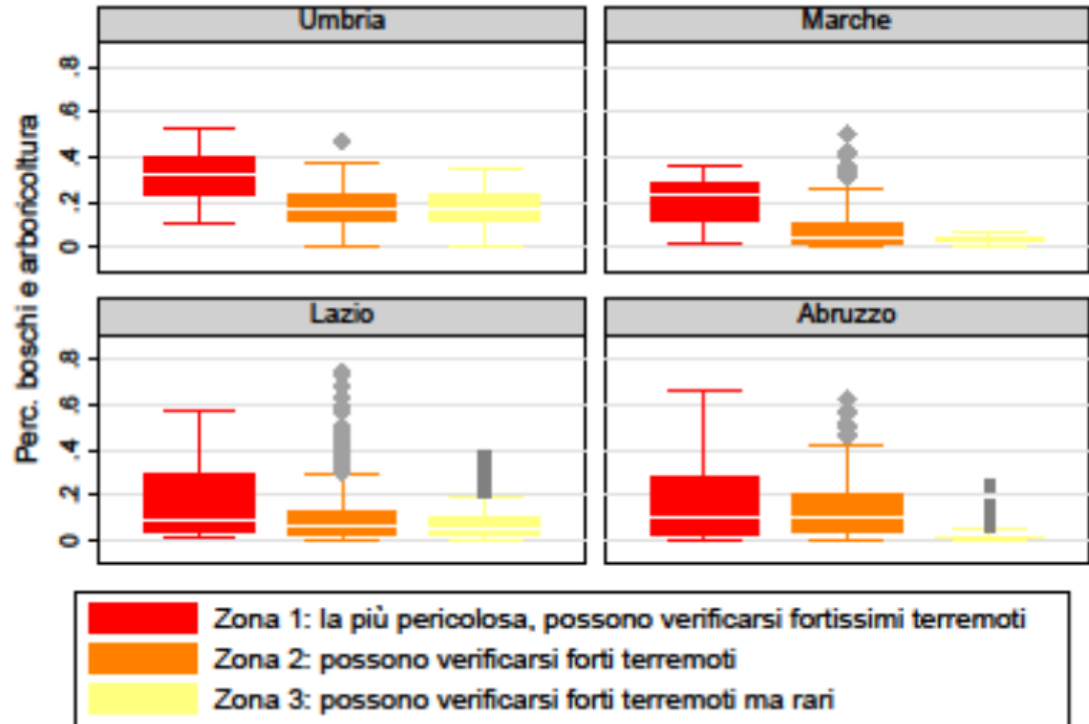 Umbria
Marche
Perc. boschi e arboricoltura
.8
.6
.4
.2
0
Lazio
Abruzzo
.8
.6
.4
.2
0
Zona 1: la più pericolosa, possono verificarsi fortissimi terremoti
Zona 2: possono verificarsi forti terremoti
Zona 3: possono verificarsi forti terremoti ma rari